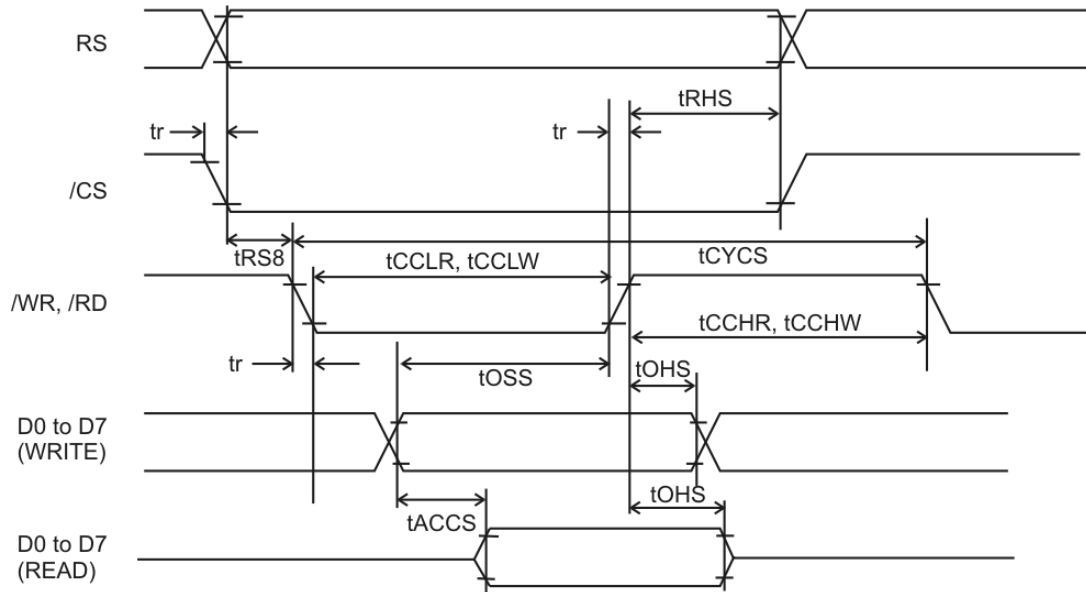 RS
tRHS
tr
tr
/CS
tRS8
tCCLR, tCCLW
tCYCS
/WR, /RD
tCCHR, tCCHW
tr
tOSS
tOHS
D0 to D7
(WRITE)
tOHS
tACCS
D0 to D7
(READ)